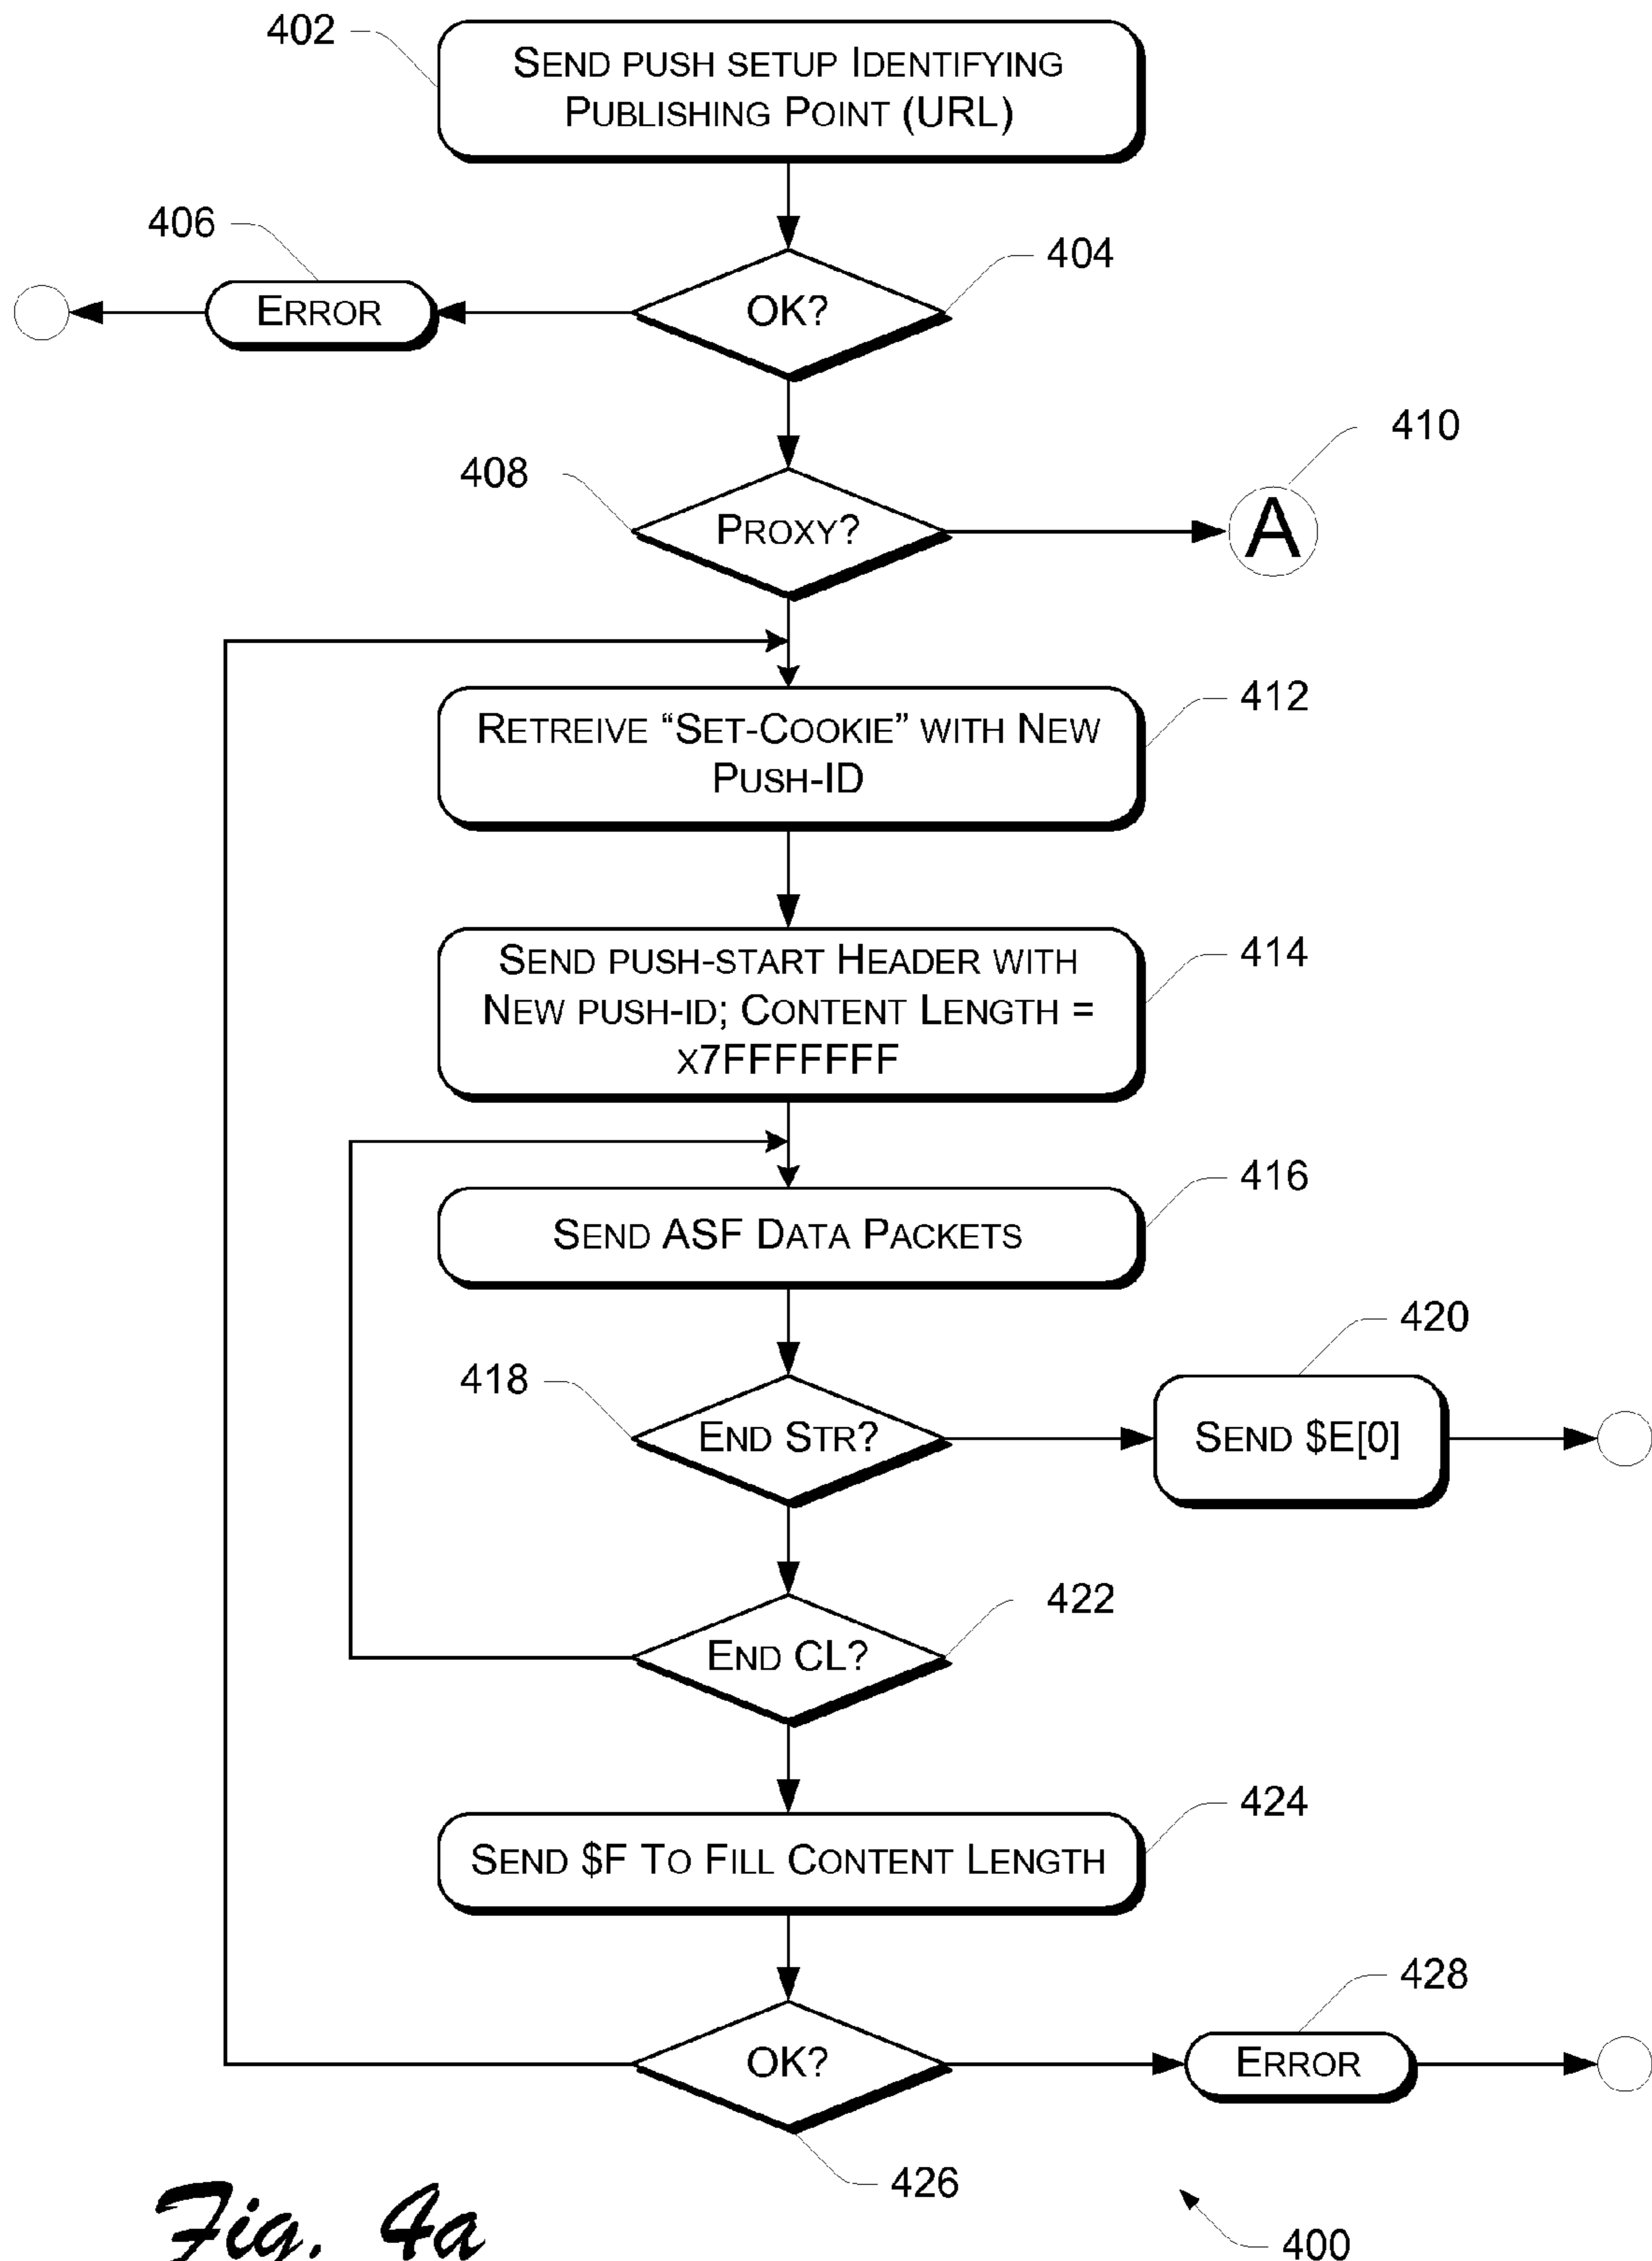 402
SEND PUSH SETUP IDENTIFYING
PUBLISHING POINT (URL)
406
404
ERROR
OK?
410
408
PROXY?
A
412
RETREIVE “SET-COOKIE” WITH NEW
PUSH-ID
414
SEND PUSH-START HEADER WITH
NEW PUSH-ID; CONTENT LENGTH =
X7FFFFFFF
416
SEND ASF DATA PACKETS
420
418
END STR?
SEND $E[0]
422
END CL?
424
SEND $F TO FILL CONTENT LENGTH
428
OK?
ERROR
426
400
Fig. 4a